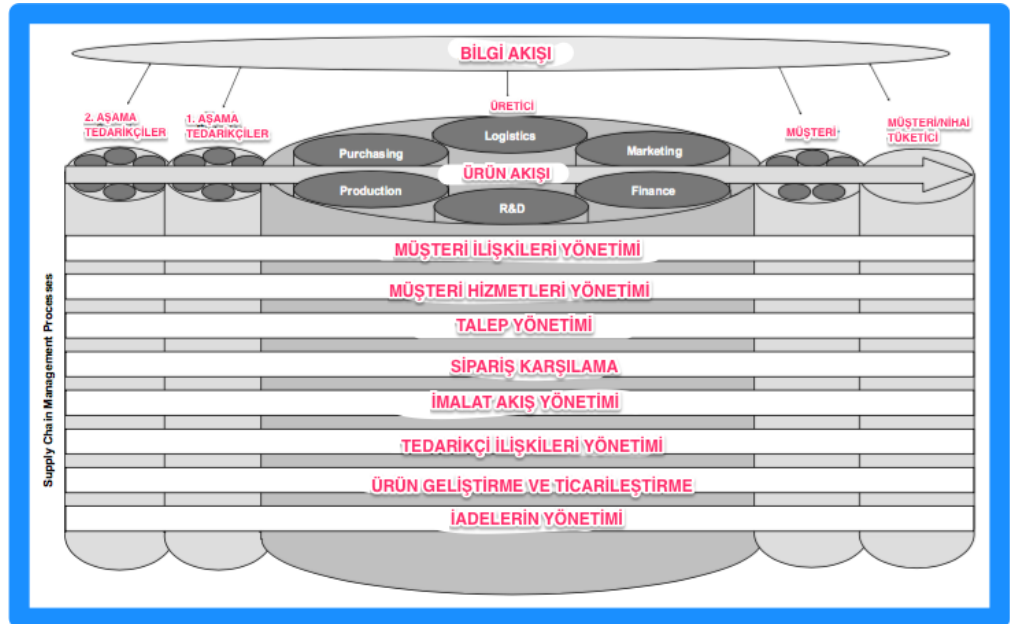 BİLGİ AKIŞI
2. AŞAMA
TEDARİKÇİLER
1. AŞAMA
TEDARİKÇİLER
ÜRETİCİ
MÜŞTERİ
MÜŞTERİ/NİHAİ
TÜKETİCİ
Logistics
Purchasing
Marketing
ÜRÜN AKIŞI
Production
Finance
R&D
Supply Chain Management Processes
MÜŞTERİ İLİŞKİLERİ YÖNETİMİ
MÜŞTERİ HİZMETLERİ YÖNETİMİ
TALEP YÖNETİMİ
SİPARİŞ KARŞILAMA
İMALAT AKIŞ YÖNETİMİ
TEDARİKÇİ İLİŞKİLERİ YÖNETİMİ
ÜRÜN GELİŞTİRME VE TİCARİLEŞTİRME
İADELERİN YÖNETİMİ